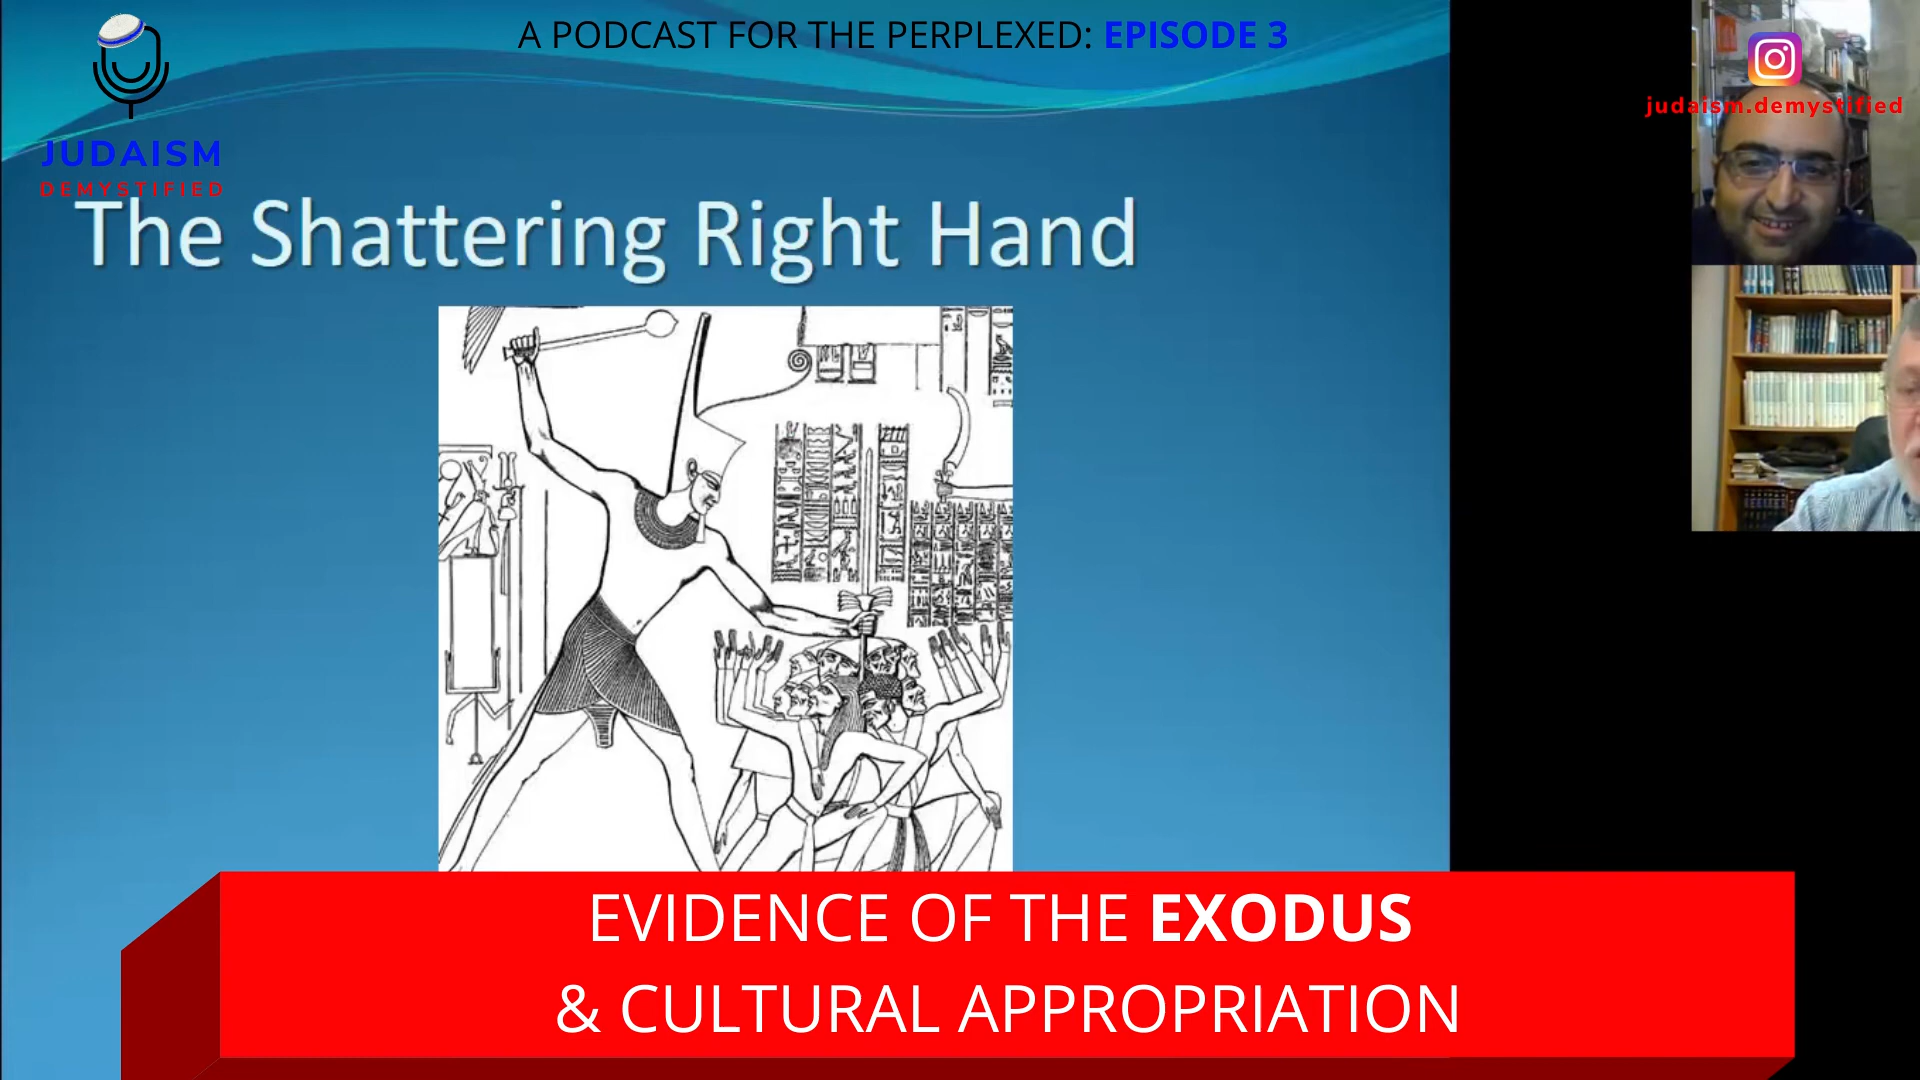 A PODCAST FOR THE PERPLEXED: EPISODE 3
judaism.demystified
JUDAISM
DEMYSTIFIED
The Shattering Right Hand
EVIDENCE OF THE EXODUS
& CULTURAL APPROPRIATION